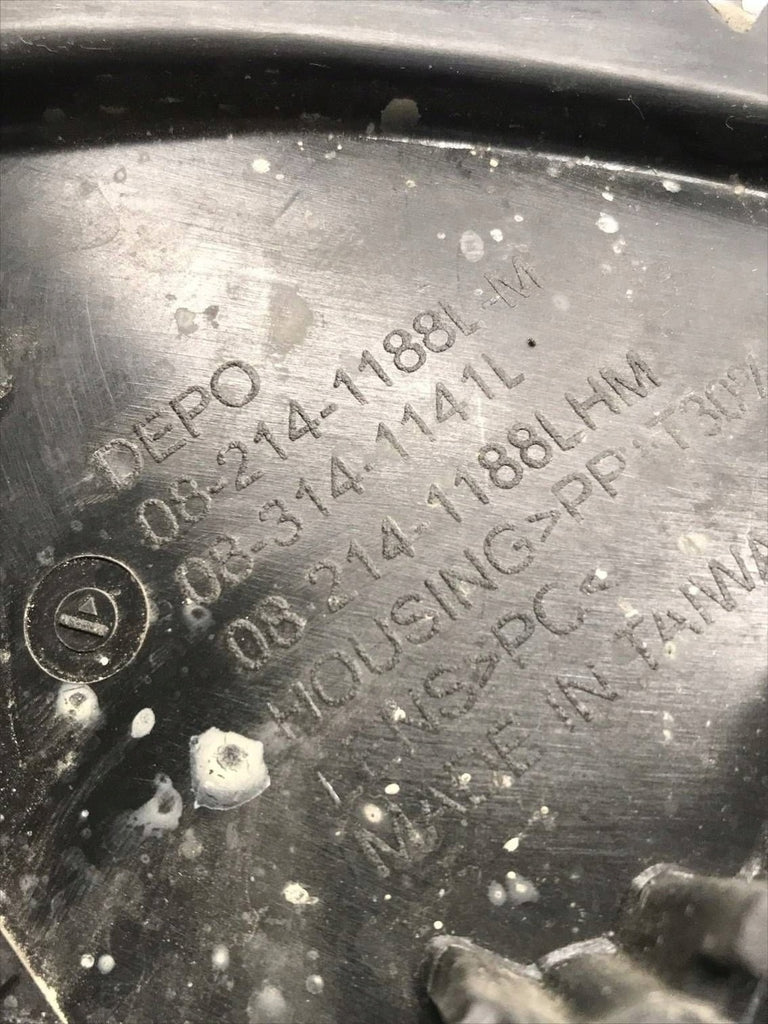 DEPO
08-214-1188L-M
08-314-1141L
08-214-1188LHM
HOUSING>PP+T30%
LENS>PC<
MADE IN TAIWA